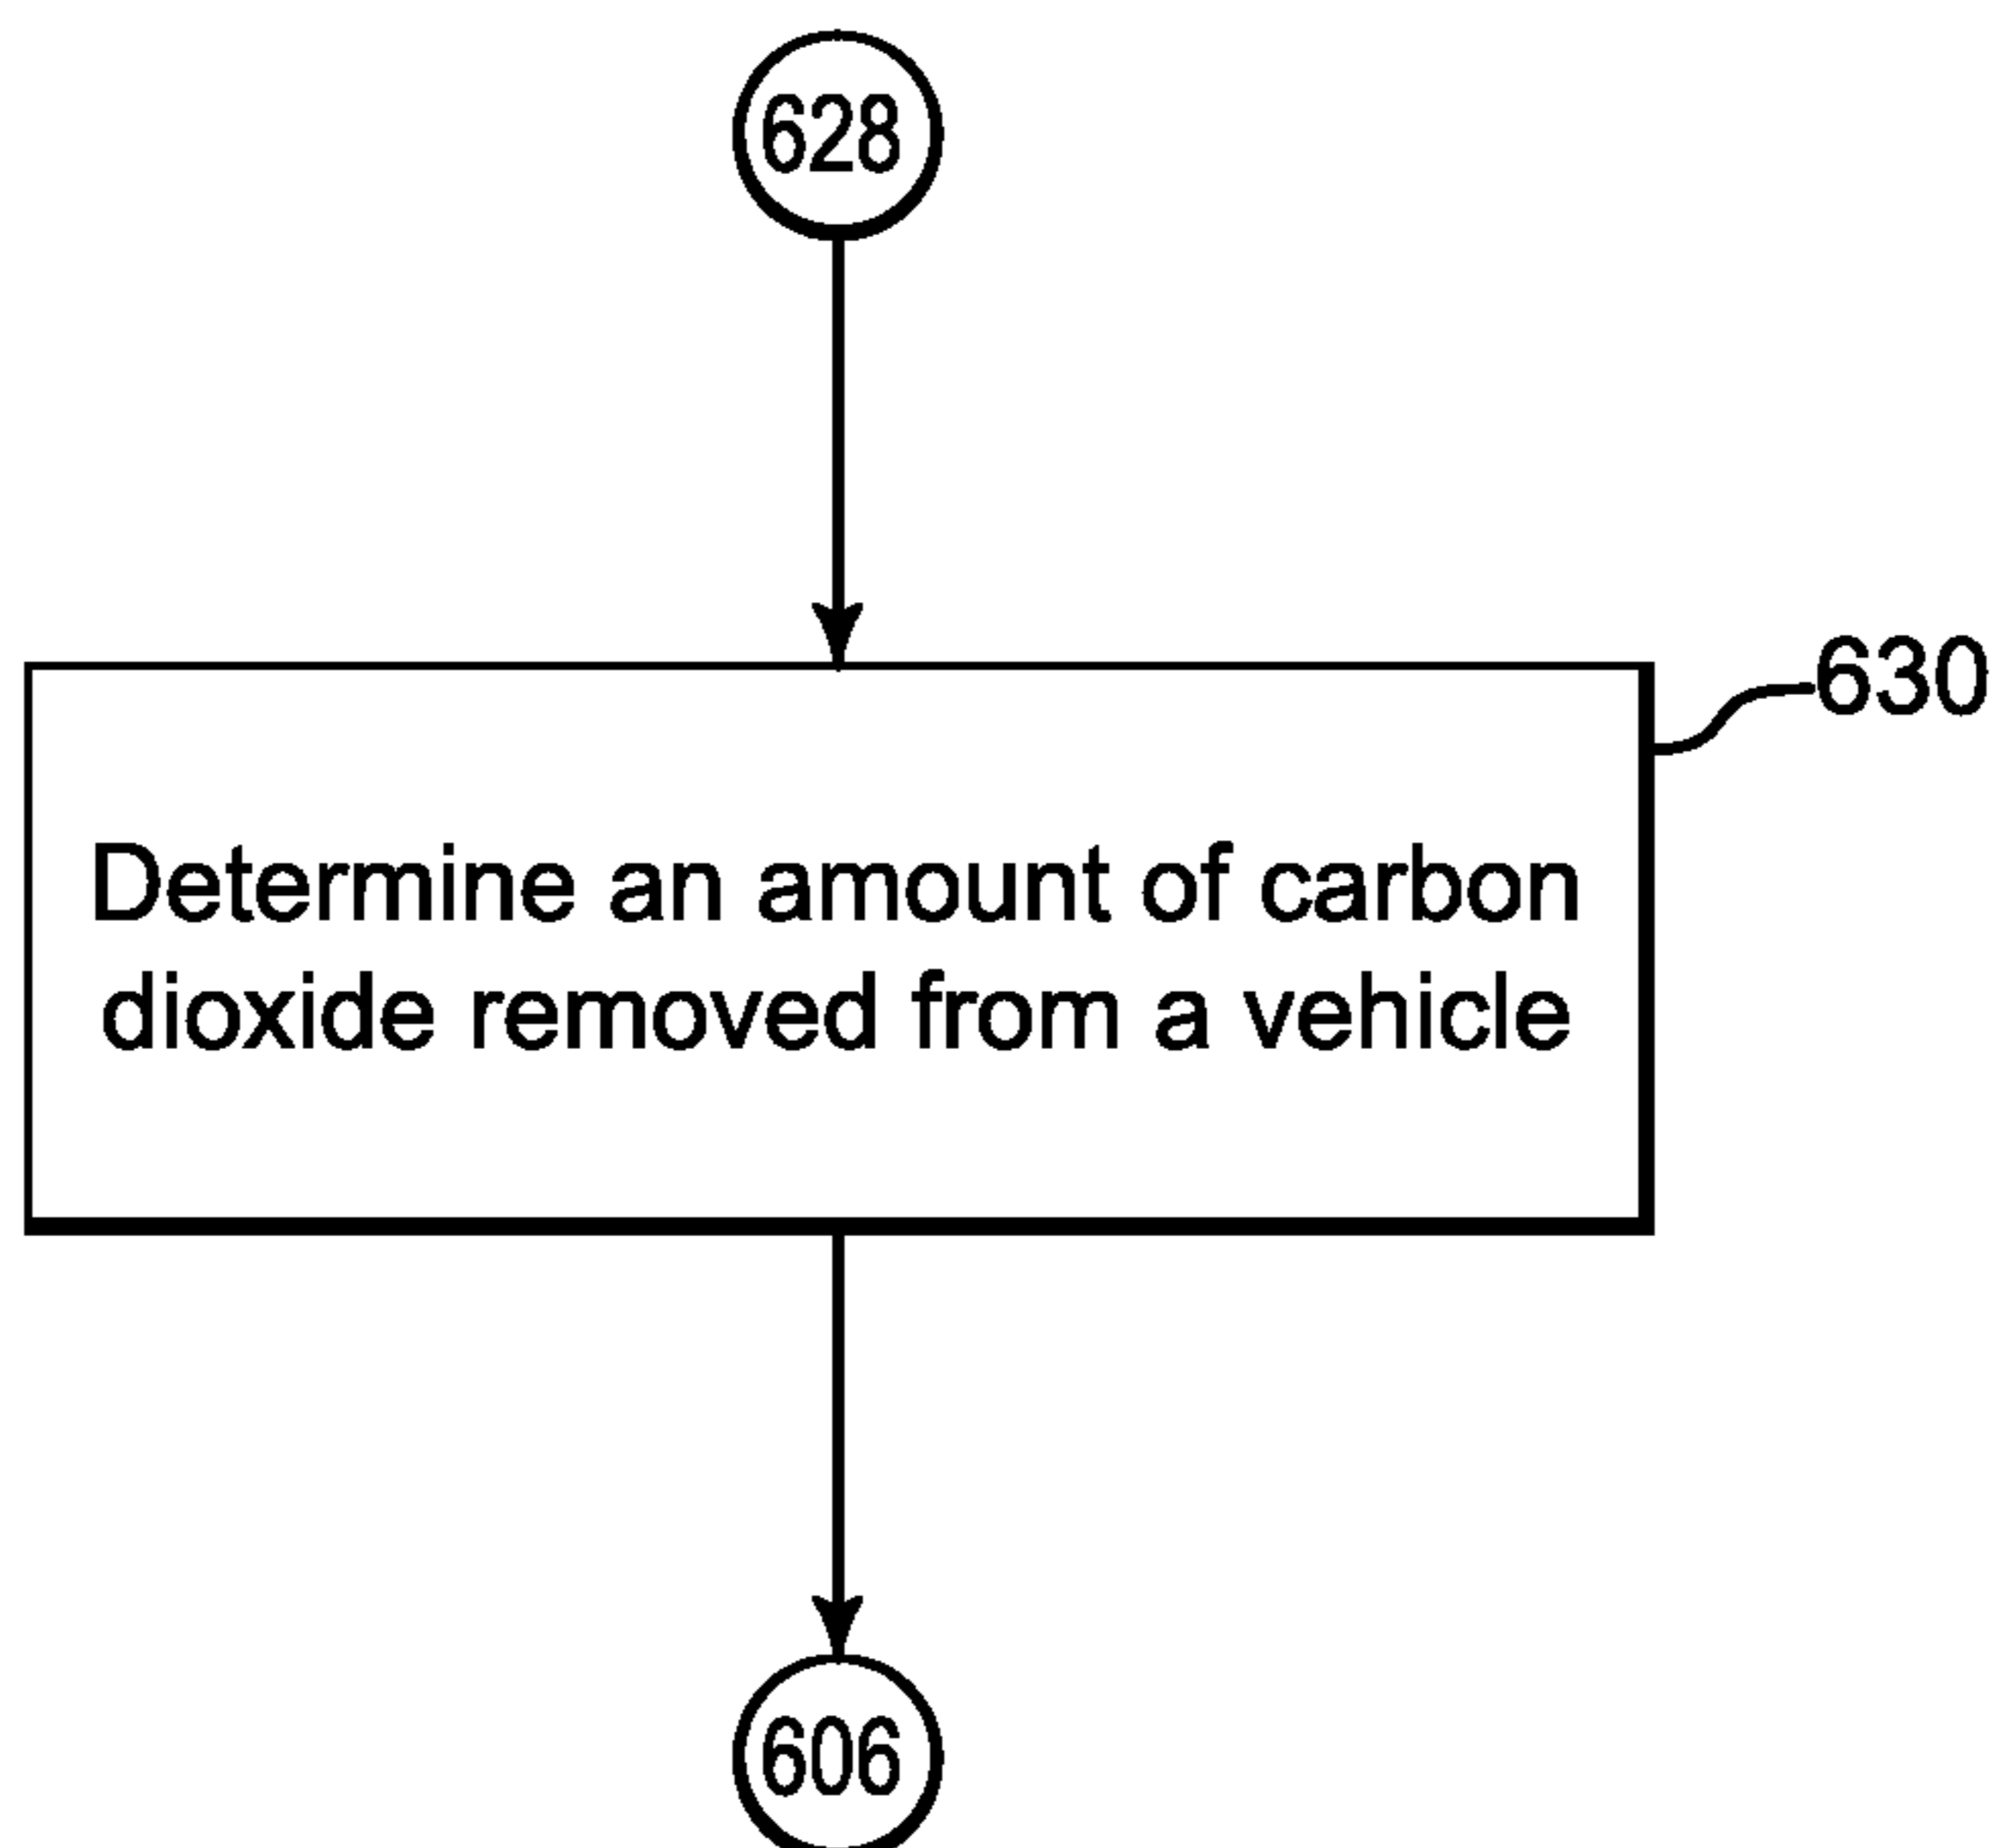 628
630
Determine an amount of carbon
dioxide removed from a vehicle
606